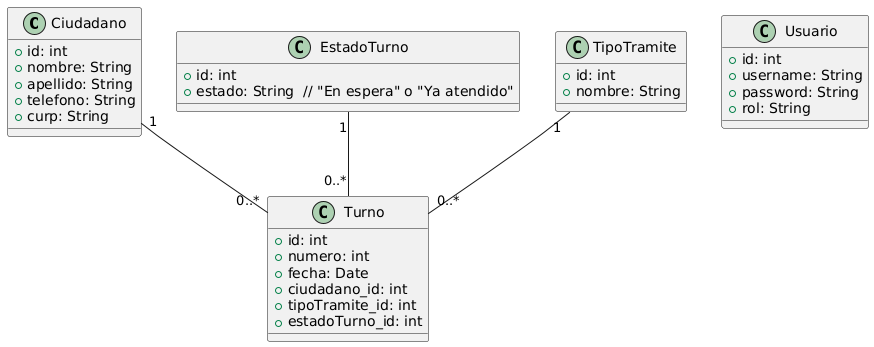 C Ciudadano
id: int
nombre: String
apellido: String
telefono: String
curp: String
C EstadoTurno
id: int
estado: String // "En espera" o "Ya atendido"
C TipoTramite
id: int
nombre: String
C Usuario
id: int
username: String
password: String
rol: String
1
1
1
0..*
0..*
0..*
C Turno
id: int
numero: int
fecha: Date
ciudadano_id: int
tipoTramite_id: int
estadoTurno_id: int